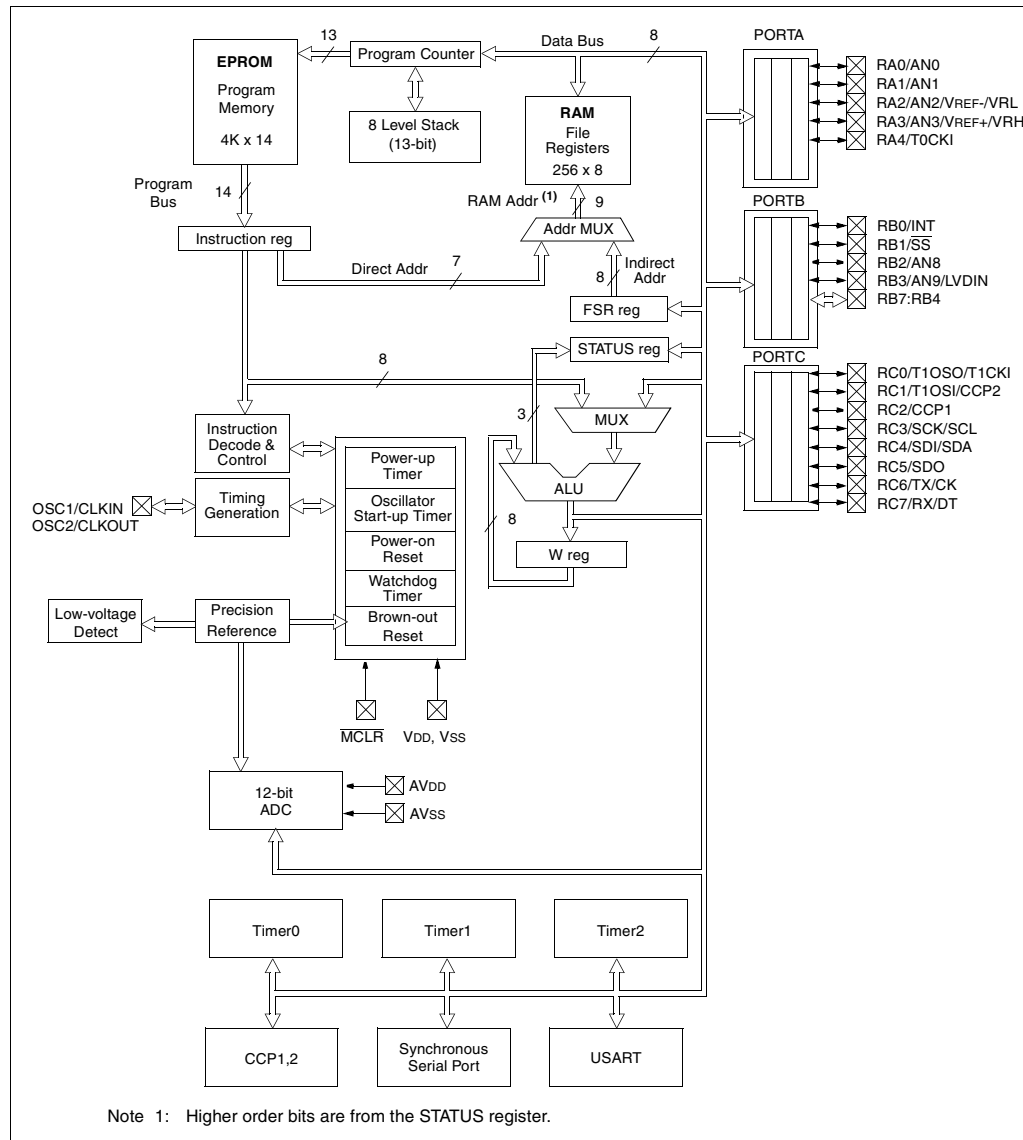 EPROM
Program
Memory
4K x 14
13
Program Counter
8 Level Stack
(13-bit)
Data Bus
8
RAM
File
Registers
256 x 8
Program
Bus
14
RAM Addr (1)
9
Addr MUX
Instruction reg
Direct Addr
7
8
Indirect
Addr
FSR reg
STATUS reg
8
3
MUX
ALU
8
W reg
Instruction
Decode &
Control
Timing
Generation
OSC1/CLKIN
OSC2/CLKOUT
Power-up
Timer
Oscillator
Start-up Timer
Power-on
Reset
Watchdog
Timer
Brown-out
Reset
Low-voltage
Detect
Precision
Reference
MCLR
VDD, VSS
12-bit
ADC
AVDD
AVSS
PORTA
RA0/AN0
RA1/AN1
RA2/AN2/VREF-/VRL
RA3/AN3/VREF+/VRH
RA4/T0CKI
PORTB
RB0/INT
RB1/SS
RB2/AN8
RB3/AN9/LVDIN
RB7:RB4
PORTC
RC0/T1OSO/T1CKI
RC1/T1OSI/CCP2
RC2/CCP1
RC3/SCK/SCL
RC4/SDI/SDA
RC5/SDO
RC6/TX/CK
RC7/RX/DT
Timer0
Timer1
Timer2
CCP1,2
Synchronous
Serial Port
USART
Note 1: Higher order bits are from the STATUS register.